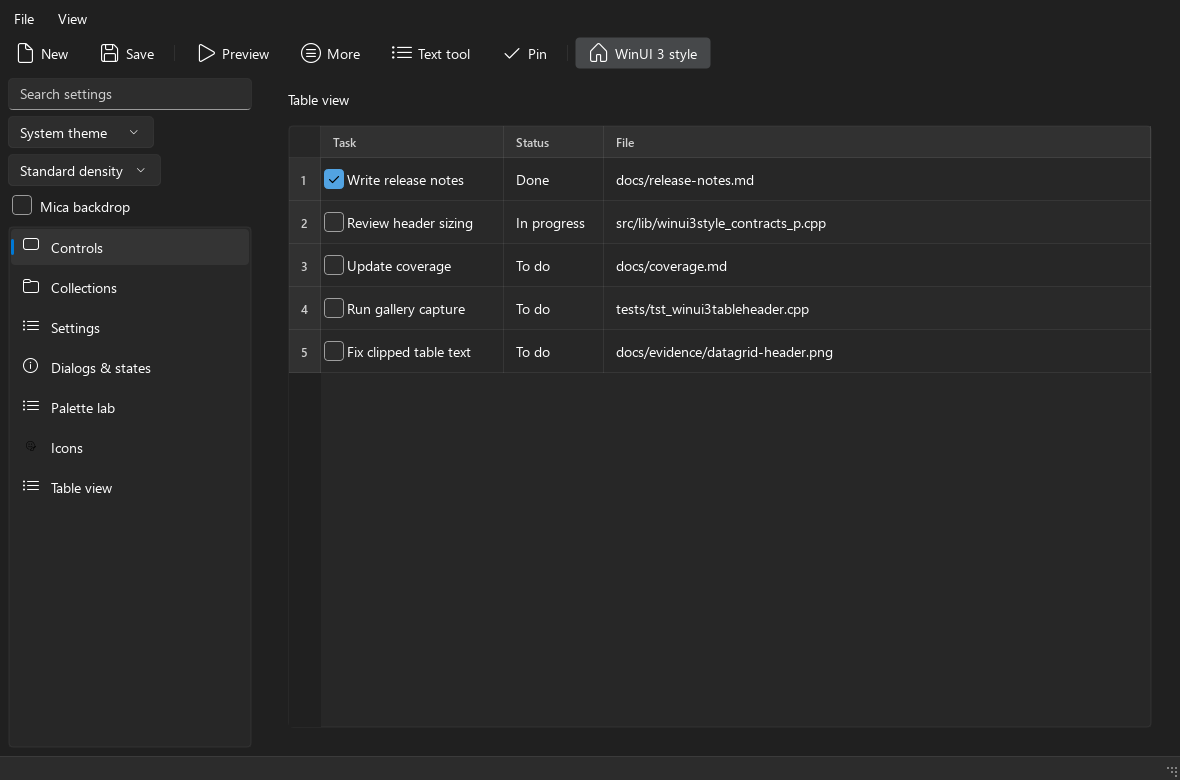 File View
New Save Preview More Text tool Pin WinUI 3 style
Search settings
System theme
Standard density
Mica backdrop
Controls
Collections
Settings
Dialogs & states
Palette lab
Icons
Table view
Table view
Task Status File
1 Write release notes Done docs/release-notes.md
2 Review header sizing In progress src/lib/winui3style_contracts_p.cpp
3 Update coverage To do docs/coverage.md
4 Run gallery capture To do tests/tst_winui3tableheader.cpp
5 Fix clipped table text To do docs/evidence/datagrid-header.png